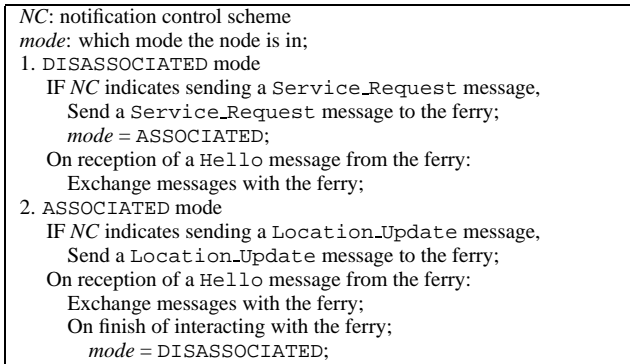 NC: notification control scheme
mode: which mode the node is in;
1. DISASSOCIATED mode
IF NC indicates sending a Service_Request message,
Send a Service_Request message to the ferry;
mode = ASSOCIATED;
On reception of a Hello message from the ferry:
Exchange messages with the ferry;
2. ASSOCIATED mode
IF NC indicates sending a Location_Update message,
Send a Location_Update message to the ferry;
On reception of a Hello message from the ferry:
Exchange messages with the ferry;
On finish of interacting with the ferry;
mode = DISASSOCIATED;